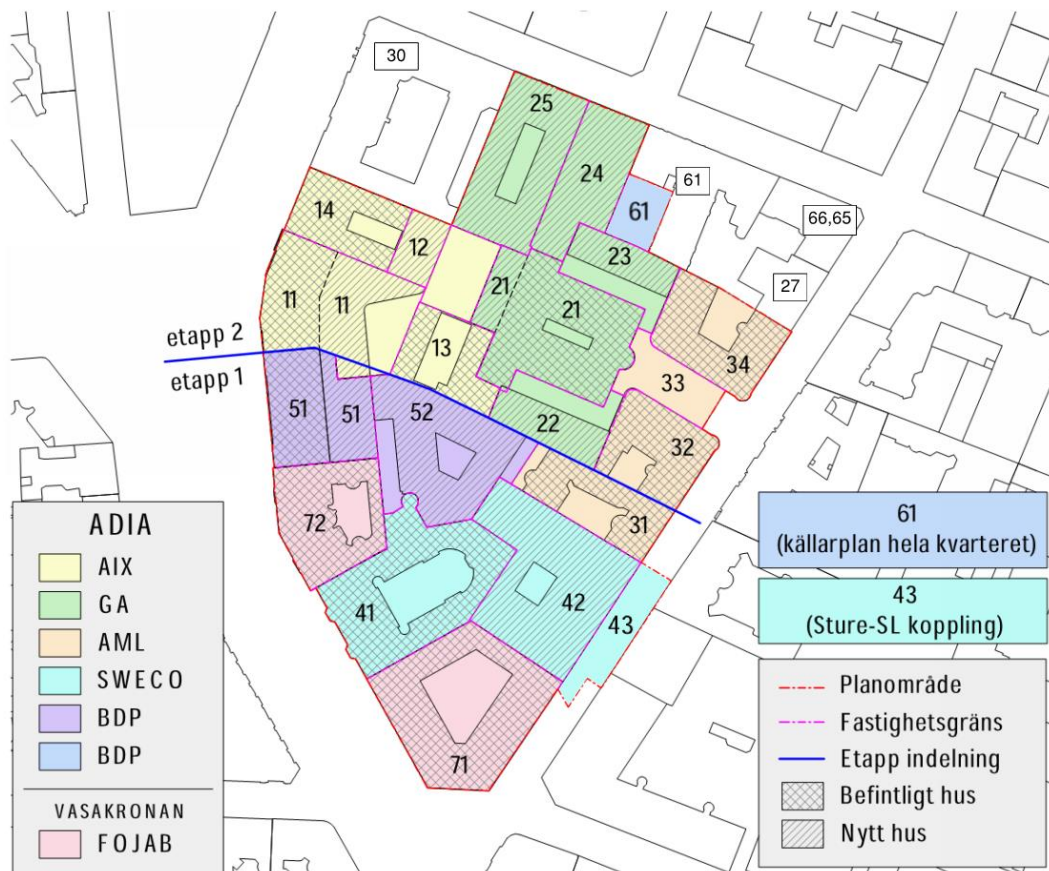 30
25
24
61
61
66,65
27
14
12
23
11
11
21
21
13
34
33
etapp 2
etapp 1
51
51
52
22
32
31
72
41
42
43
71
ADIA
AIX
GA
AML
SWECO
BDP
BDP
VASAKRONAN
FOJAB
61
(källarplan hela kvarteret)
43
(Sture-SL koppling)
Planområde
Fastighetsgräns
Etapp indelning
Befintligt hus
Nytt hus